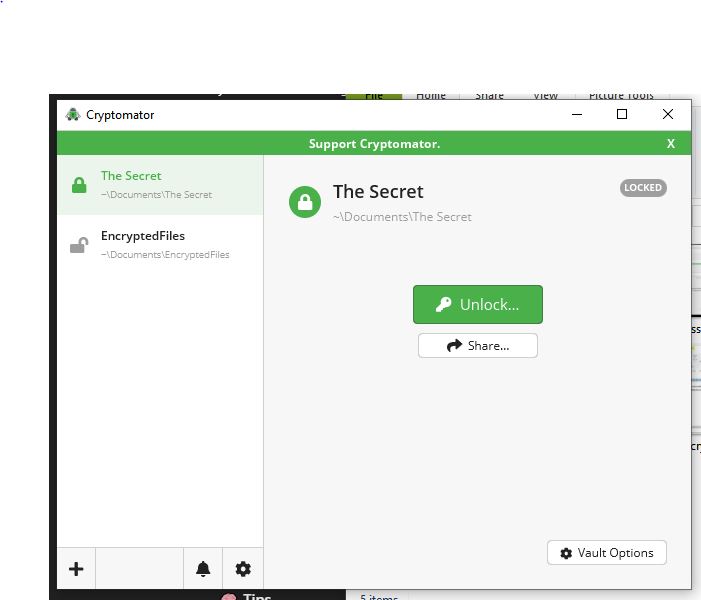 File Home Share View Picture Tools
Cryptomator
Support Cryptomator. X
The Secret
~\Documents\The Secret
EncryptedFiles
~\Documents\EncryptedFiles
The Secret
LOCKED
~\Documents\The Secret
Unlock...
Share...
Vault Options
Tips
5 items